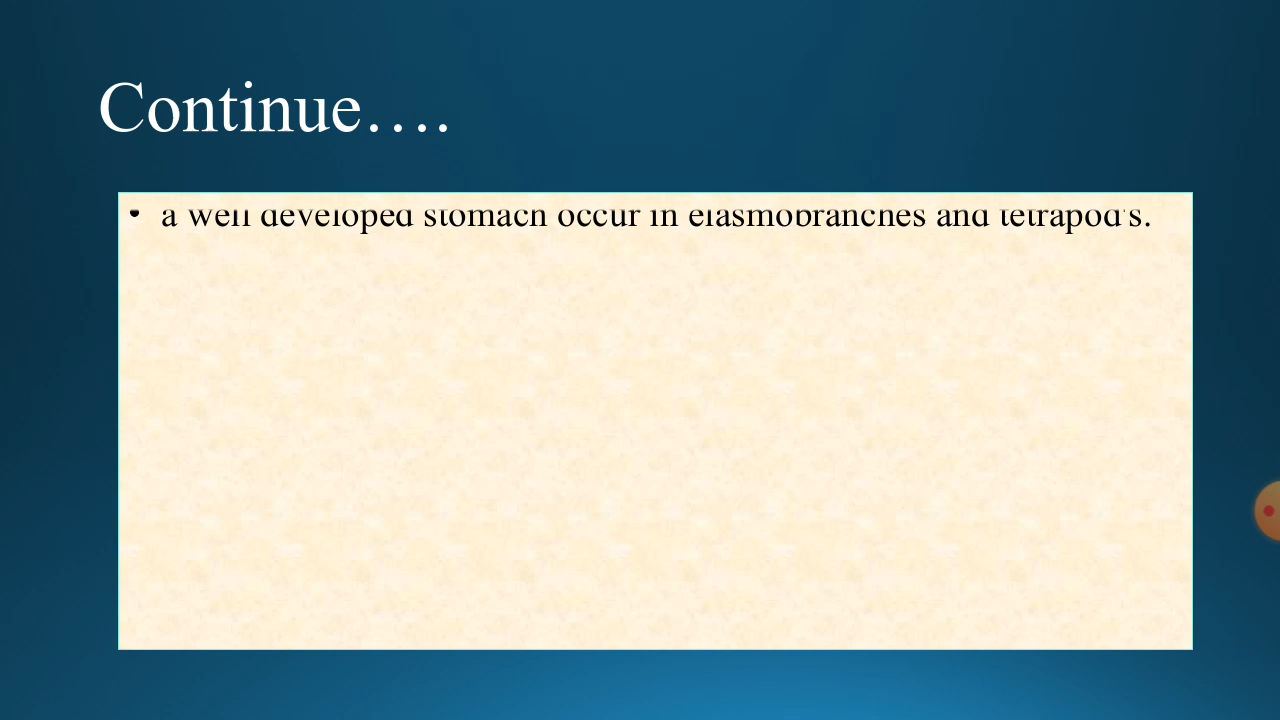 Continue….
• a well developed stomach occur in elasmobranches and tetrapod's.